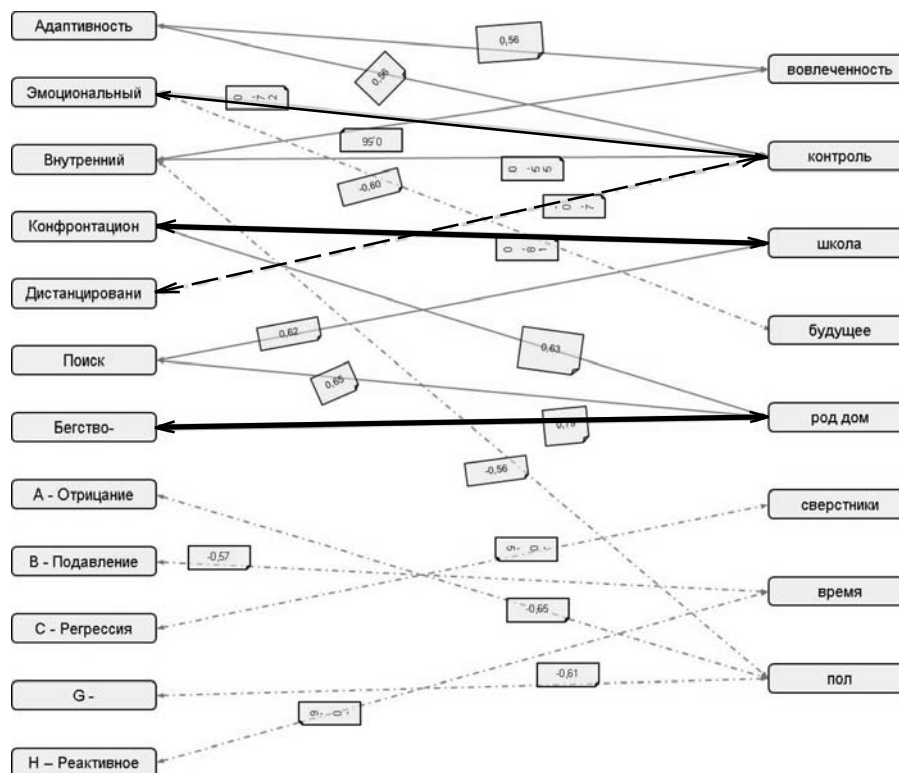 Адаптивность
Эмоциональный
Внутренний
Конфронтацион
Дистанцировани
Поиск
Бегство-
А - Отрицание
В - Подавление
С - Регрессия
G -
Н – Реактивное
вовлеченность
контроль
школа
будущее
род дом
сверстники
время
пол
0,56
0,56
0,56
-0,60
0,62
0,63
0,65
-0,56
-0,57
-0,65
-0,61